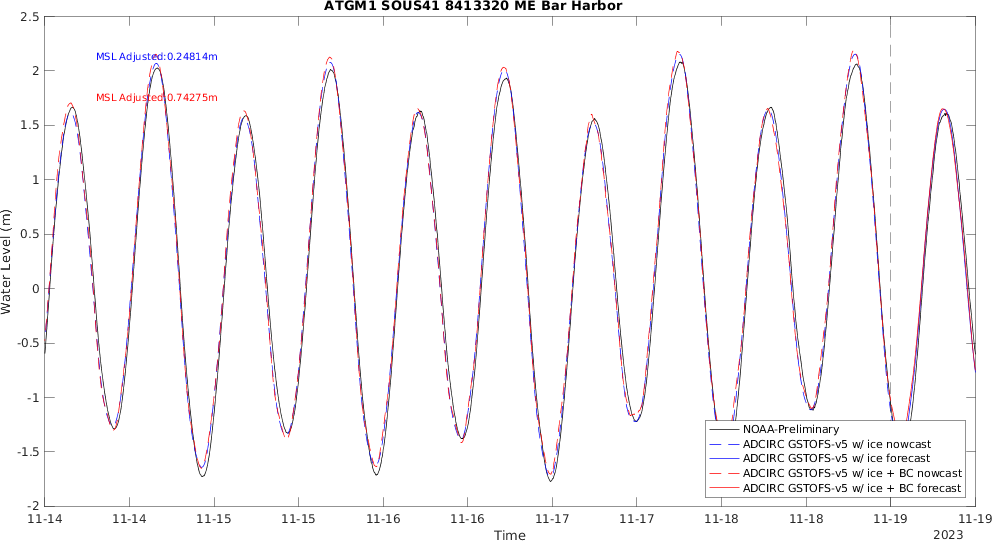 ATGM1 SOUS41 8413320 ME Bar Harbor
2.5
2
1.5
1
0.5
0
-0.5
-1
-1.5
-2
Water Level (m)
MSL Adjusted:0.24814m
MSL Adjusted:0.74275m
NOAA-Preliminary
ADCIRC GSTOFS-v5 w/ ice nowcast
ADCIRC GSTOFS-v5 w/ ice forecast
ADCIRC GSTOFS-v5 w/ ice + BC nowcast
ADCIRC GSTOFS-v5 w/ ice + BC forecast
11-14 11-14 11-15 11-15 11-16 11-16 11-17 11-17 11-18 11-18 11-19 11-19
Time
2023